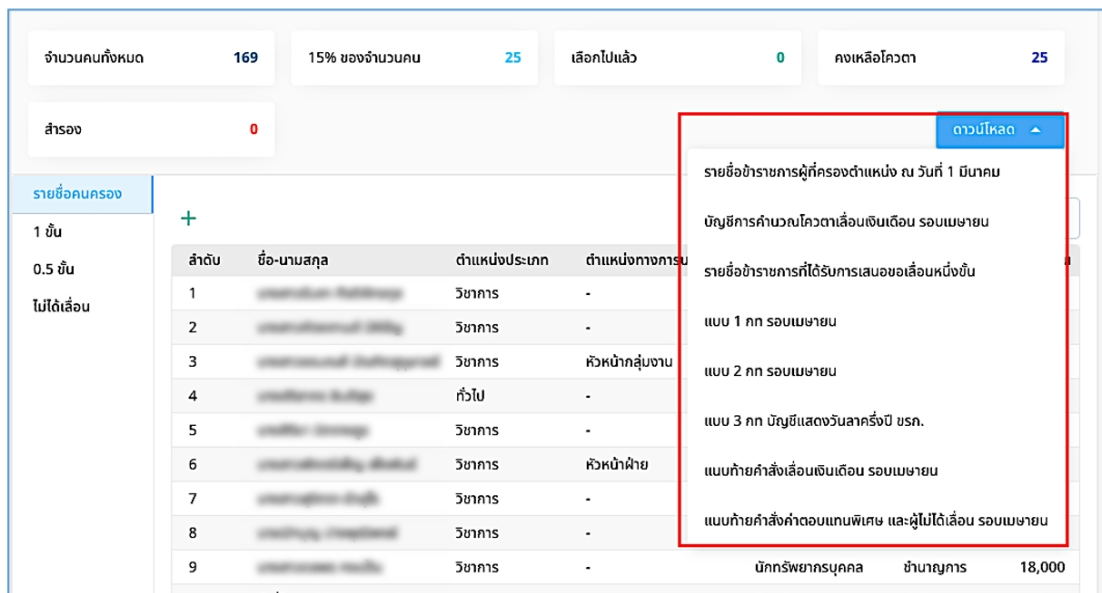 จำนวนคนทั้งหมด 169 15% ของจำนวนคน 25 เลือกไปแล้ว 0 คงเหลือโควตา 25
สำรอง 0
ดาวน์โหลด
รายชื่อข้าราชการผู้ที่ครองตำแหน่ง ณ วันที่ 1 มีนาคม
บัญชีการคำนวณโควตาเลื่อนเงินเดือน รอบเมษายน
รายชื่อข้าราชการที่ได้รับการเสนอขอเลื่อนหนึ่งขั้น
แบบ 1 กท รอบเมษายน
แบบ 2 กท รอบเมษายน
แบบ 3 กท บัญชีแสดงวันลาครึ่งปี ขรก.
แนบท้ายคำสั่งเลื่อนเงินเดือน รอบเมษายน
แนบท้ายคำสั่งค่าตอบแทนพิเศษ และผู้ไม่ได้เลื่อน รอบเมษายน
รายชื่อคนครอง
1 ขั้น
0.5 ขั้น
ไม่ได้เลื่อน
ลำดับ ชื่อ-นามสกุล ตำแหน่งประเภท ตำแหน่งทางการบ
1 วิชาการ -
2 วิชาการ -
3 วิชาการ หัวหน้ากลุ่มงาน
4 ทั่วไป -
5 วิชาการ -
6 วิชาการ หัวหน้าฝ่าย
7 วิชาการ -
8 วิชาการ -
9 วิชาการ - นักทรัพยากรบุคคล ชำนาญการ 18,000